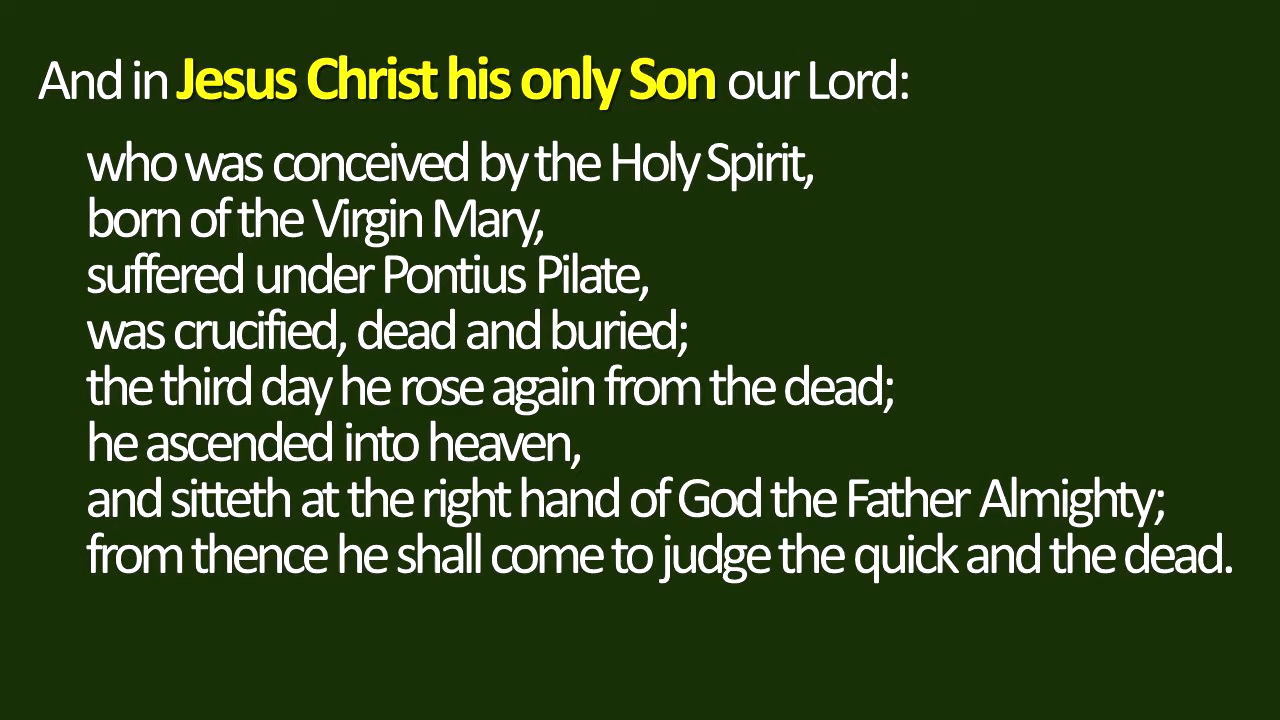 And in Jesus Christ his only Son our Lord:
who was conceived by the Holy Spirit,
born of the Virgin Mary,
suffered under Pontius Pilate,
was crucified, dead and buried;
the third day he rose again from the dead;
he ascended into heaven,
and sitteth at the right hand of God the Father Almighty;
from thence he shall come to judge the quick and the dead.